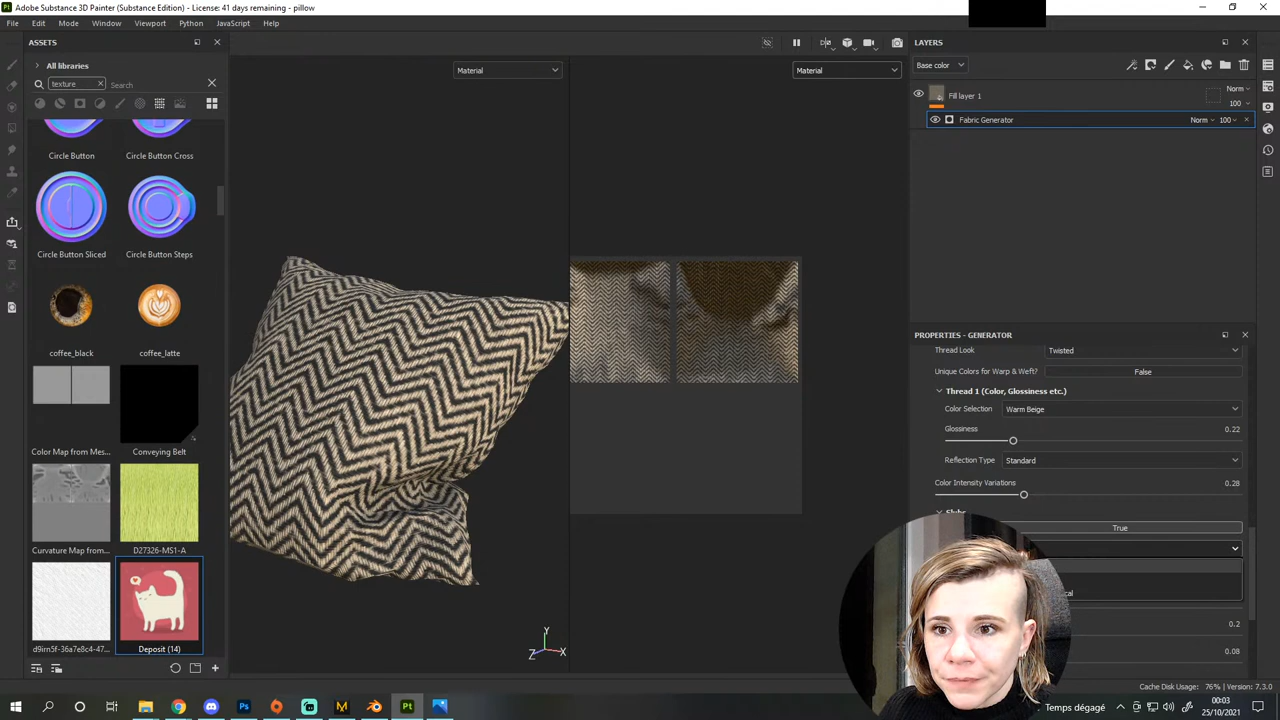 Adobe Substance 3D Painter (Substance Edition) - License: 41 days remaining - pillow
File Edit Mode Window Viewport Python JavaScript Help
ASSETS
All libraries
texture Search
Circle Button Circle Button Cross
Circle Button Sliced Circle Button Steps
coffee_black coffee_latte
Color Map from Mes... Conveying Belt
Curvature Map from... D27326-MS1-A
d9irn5f-36a7e8c4-47... Deposit (14)
Material
Material
Y
Z X
LAYERS
Base color
Fill layer 1 Norm
100
Fabric Generator Norm 100
PROPERTIES - GENERATOR
Thread Look Twisted
Unique Colors for Warp & Weft? False
Thread 1 (Color, Glossiness etc.)
Color Selection Warm Beige
Glossiness 0.22
Reflection Type Standard
Color Intensity Variations 0.28
Slubs
True
0.2
0.08
Cache Disk Usage: 76% | Version: 7.3.0
Temps dégagé
00:03
25/10/2021